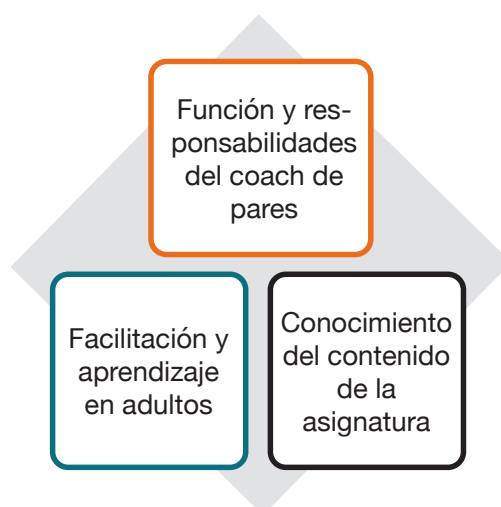 Función y res-
ponsabilidades
del coach de
pares
Facilitación y
aprendizaje
en adultos
Conocimiento
del contenido
de la
asignatura